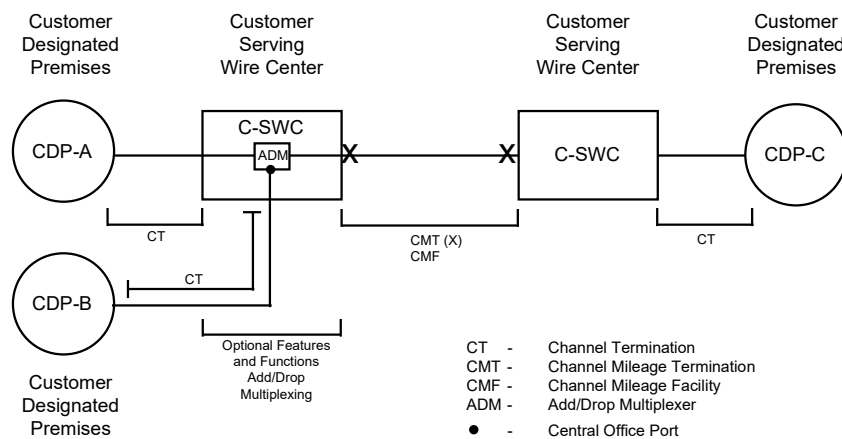 Customer
Designated
Premises
Customer
Serving
Wire Center
Customer
Serving
Wire Center
Customer
Designated
Premises
CDP-A
C-SWC
ADM
X
X
C-SWC
CDP-C
CT
CMT (X)
CMF
CT
CT
CDP-B
Optional Features
and Functions
Add/Drop
Multiplexing
Customer
Designated
Premises
CT - Channel Termination
CMT - Channel Mileage Termination
CMF - Channel Mileage Facility
ADM - Add/Drop Multiplexer
● - Central Office Port